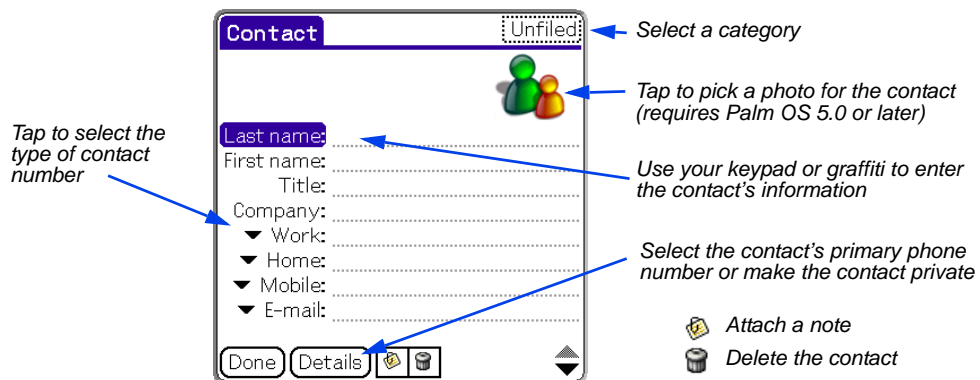 Contact
Unfiled
Select a category
Tap to pick a photo for the contact
(requires Palm OS 5.0 or later)
Tap to select the
type of contact
number
Last name:
First name:
Title:
Company:
Work:
Home:
Mobile:
E-mail:
Use your keypad or graffiti to enter
the contact's information
Select the contact's primary phone
number or make the contact private
Done
Details
Attach a note
Delete the contact